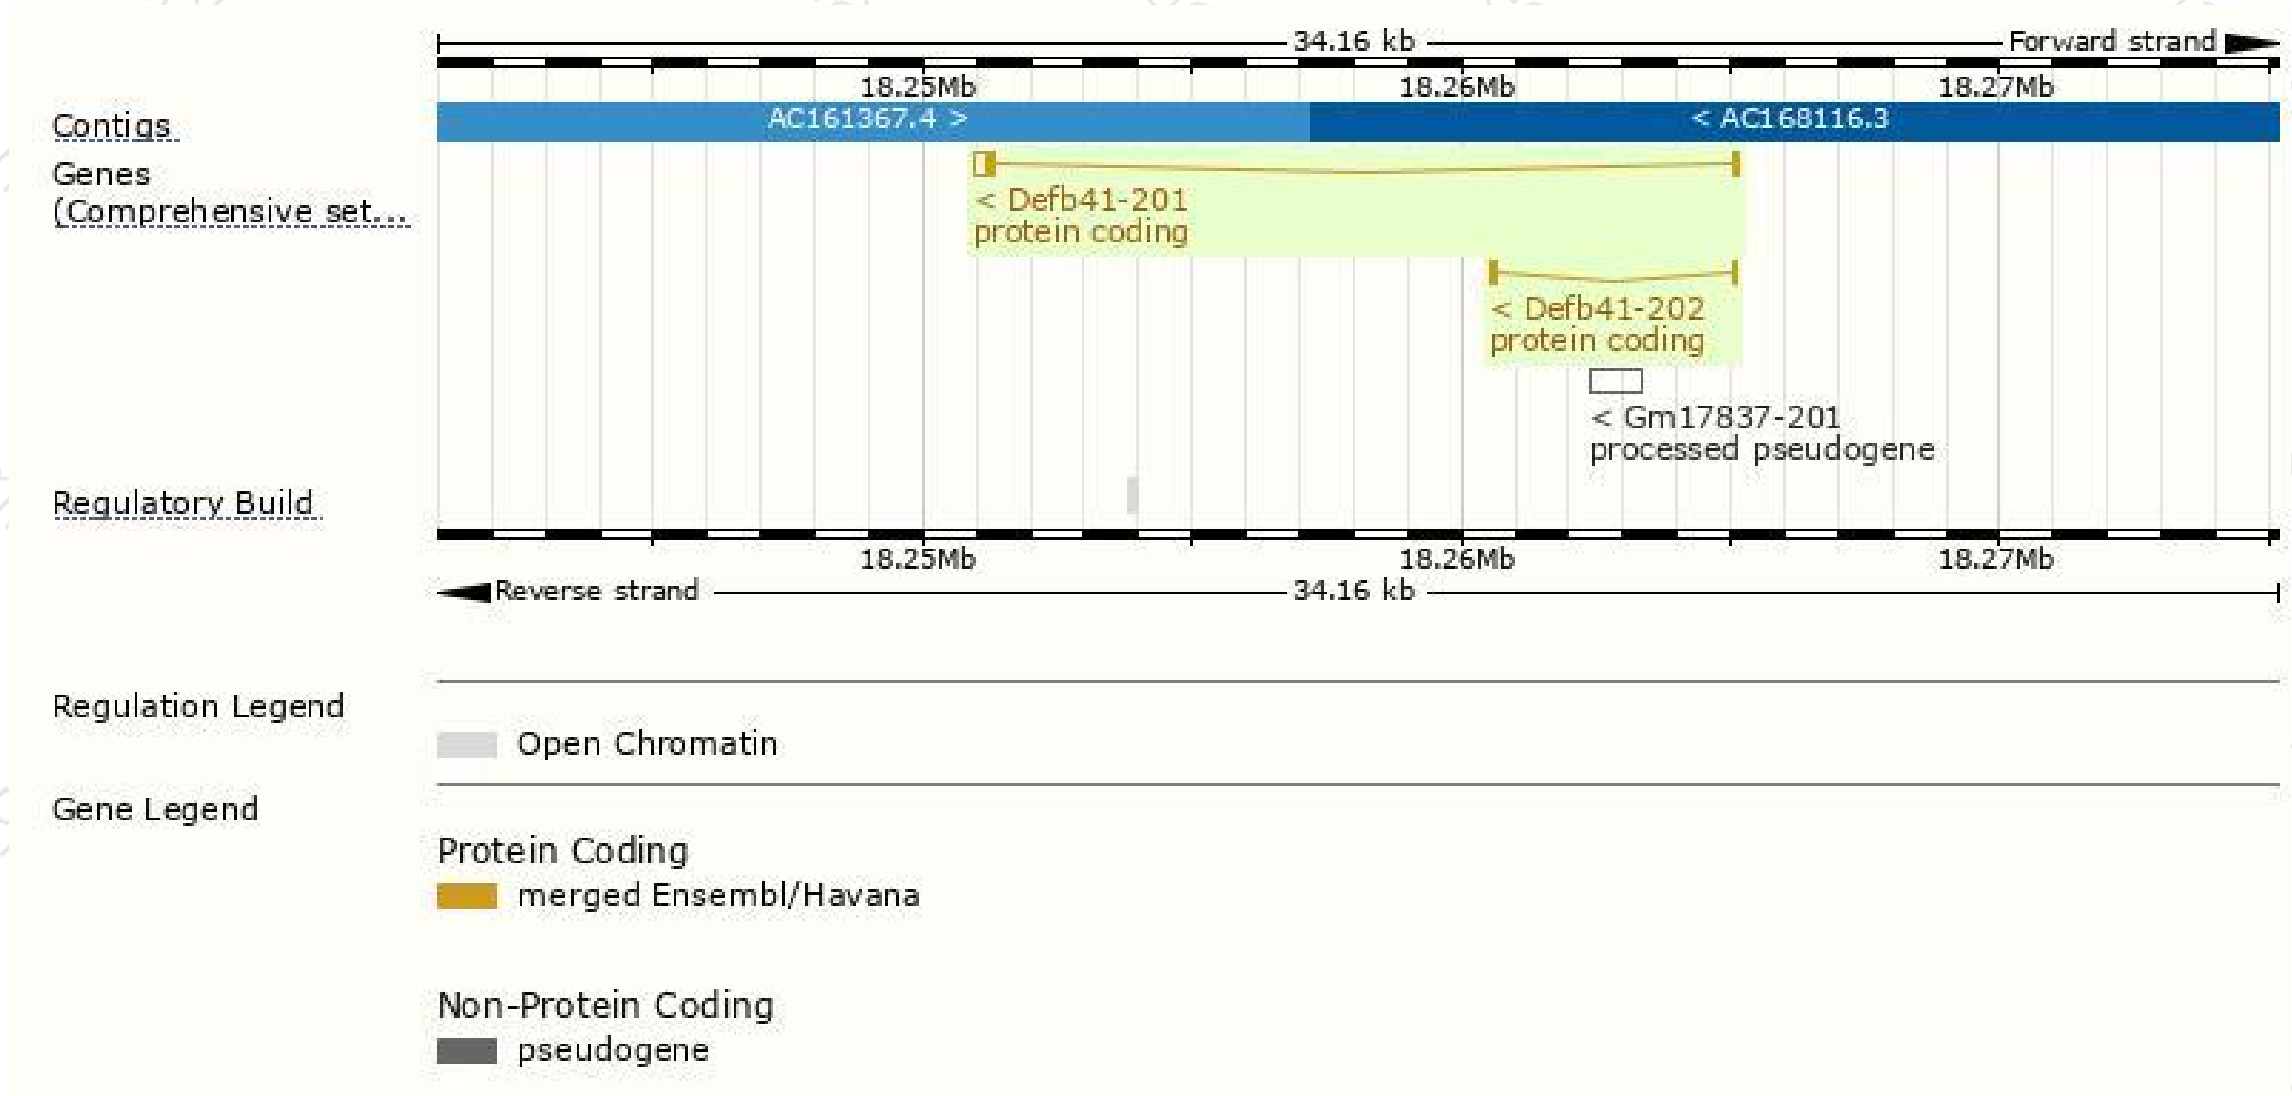 34.16 kb Forward strand
18.25Mb 18.26Mb 18.27Mb
Contigs AC161367.4 > < AC168116.3
Genes
(Comprehensive set...
< Defb41-201
protein coding
< Defb41-202
protein coding
< Gm17837-201
processed pseudogene
Regulatory Build
18.25Mb 18.26Mb 18.27Mb
Reverse strand 34.16 kb
Regulation Legend
Open Chromatin
Gene Legend
Protein Coding
merged Ensembl/Havana
Non-Protein Coding
pseudogene